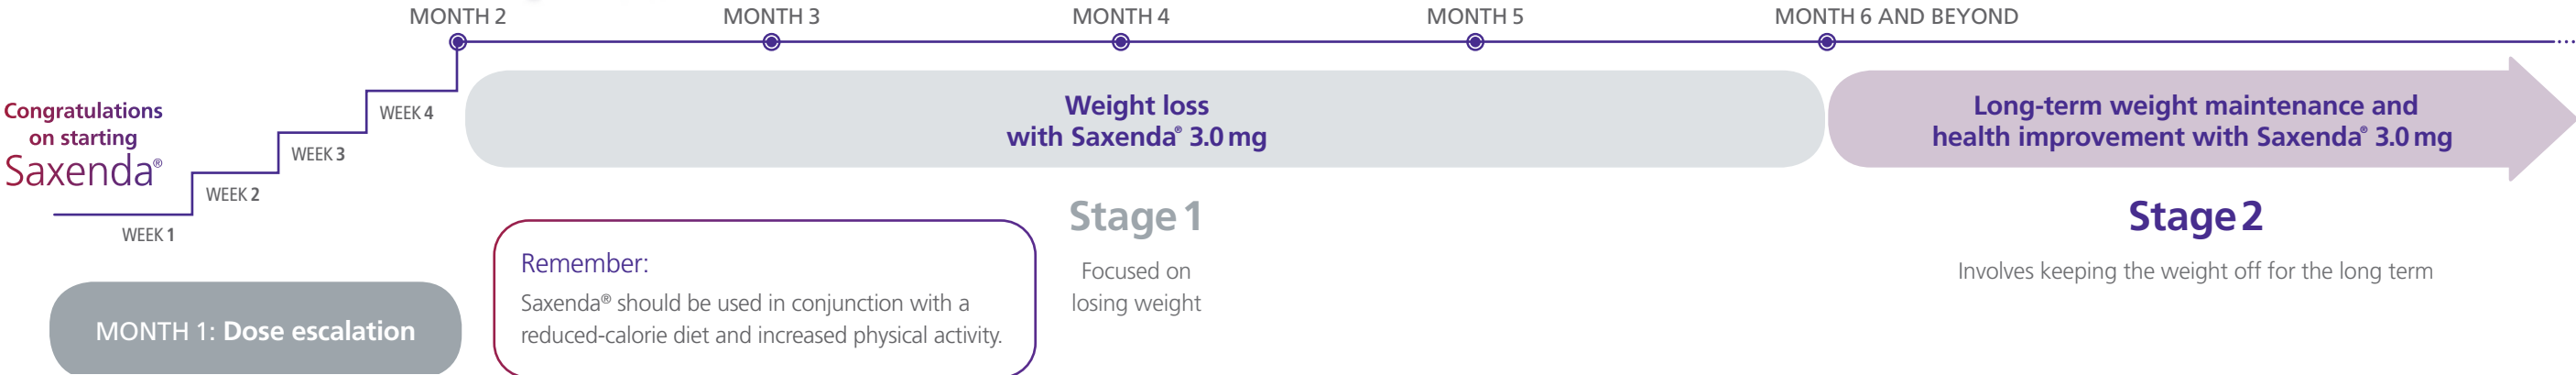 MONTH 2
MONTH 3
MONTH 4
MONTH 5
MONTH 6 AND BEYOND
Congratulations
on starting
Saxenda®
WEEK 1
WEEK 2
WEEK 3
WEEK 4
MONTH 1: Dose escalation
Weight loss
with Saxenda® 3.0 mg
Stage 1
Focused on
losing weight
Remember:
Saxenda® should be used in conjunction with a
reduced-calorie diet and increased physical activity.
Long-term weight maintenance and
health improvement with Saxenda® 3.0 mg
Stage 2
Involves keeping the weight off for the long term